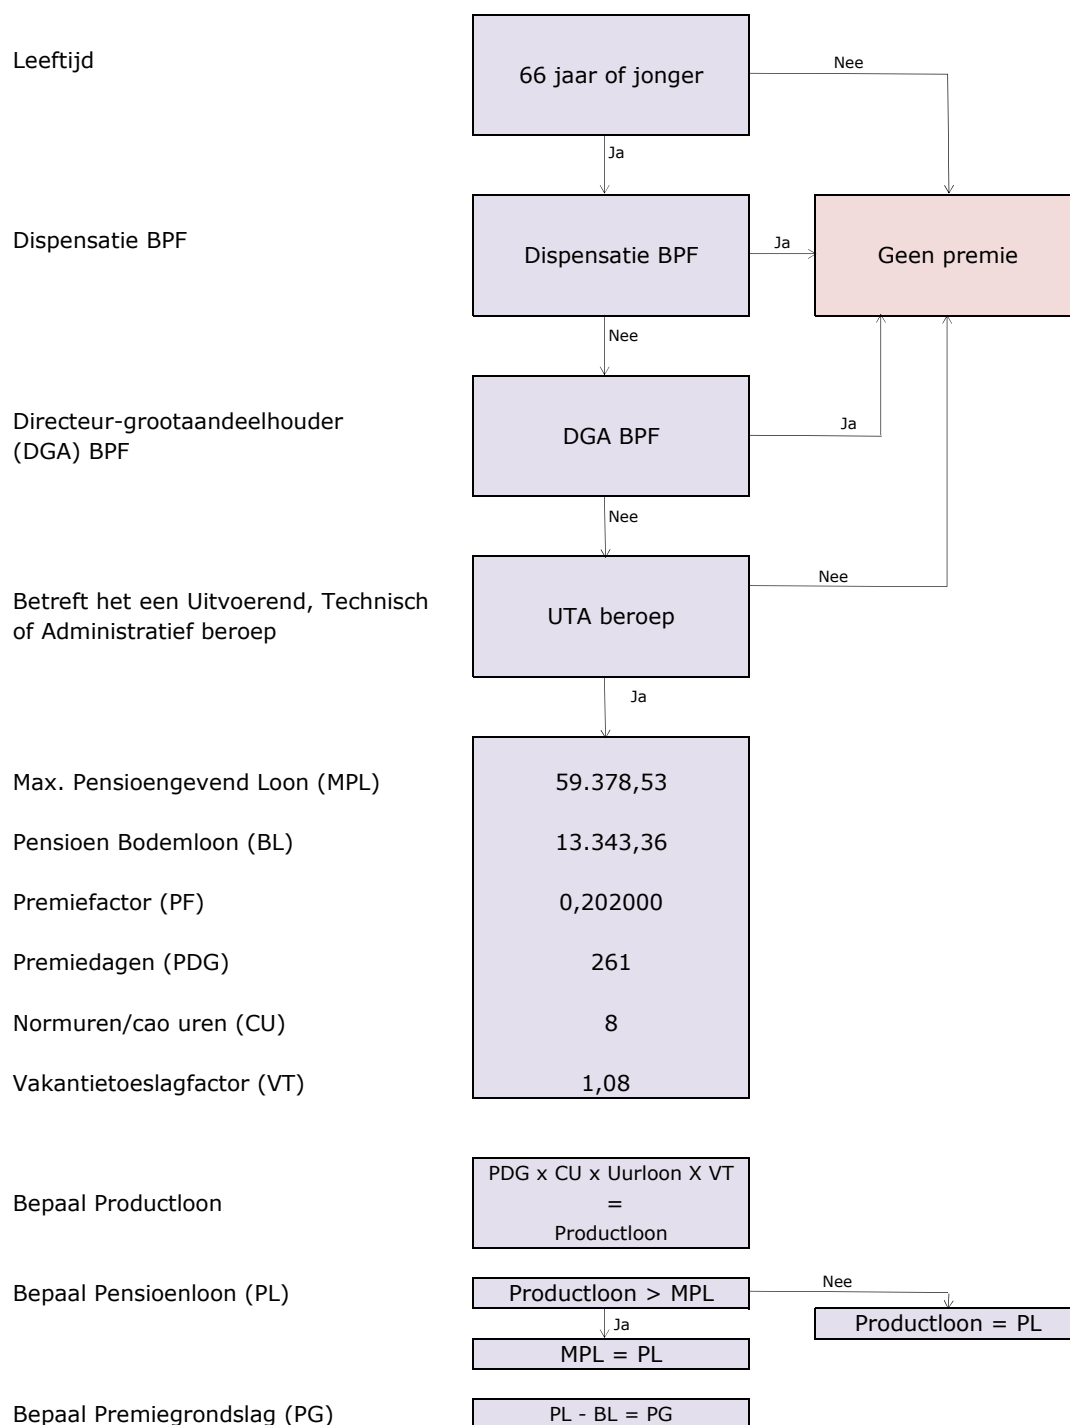 Leeftijd
66 jaar of jonger
Nee
Ja
Dispensatie BPF
Dispensatie BPF
Ja
Geen premie
Nee
Directeur-grootaandeelhouder
(DGA) BPF
DGA BPF
Ja
Nee
Betreft het een Uitvoerend, Technisch
of Administratief beroep
UTA beroep
Nee
Ja
Max. Pensioengevend Loon (MPL)
59.378,53
Pensioen Bodemloon (BL)
13.343,36
Premiefactor (PF)
0,202000
Premiedagen (PDG)
261
Normuren/cao uren (CU)
8
Vakantietoeslagfactor (VT)
1,08
Bepaal Productloon
PDG x CU x Uurloon X VT
=
Productloon
Bepaal Pensioenloon (PL)
Productloon > MPL
Nee
Productloon = PL
Ja
MPL = PL
Bepaal Premiegrondslag (PG)
PL - BL = PG